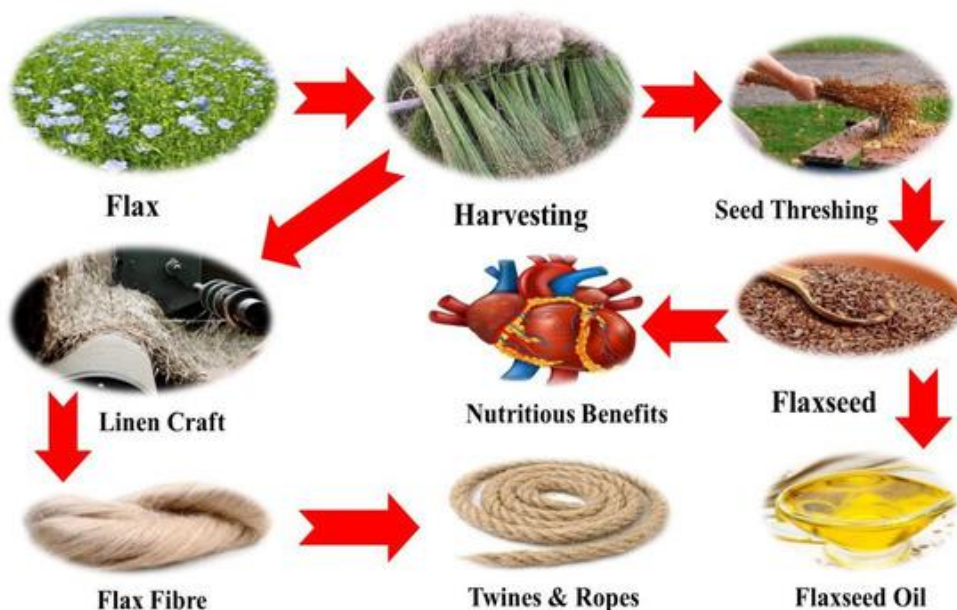 Flax
Harvesting
Seed Threshing
Linen Craft
Nutritious Benefits
Flaxseed
Flax Fibre
Twines & Ropes
Flaxseed Oil